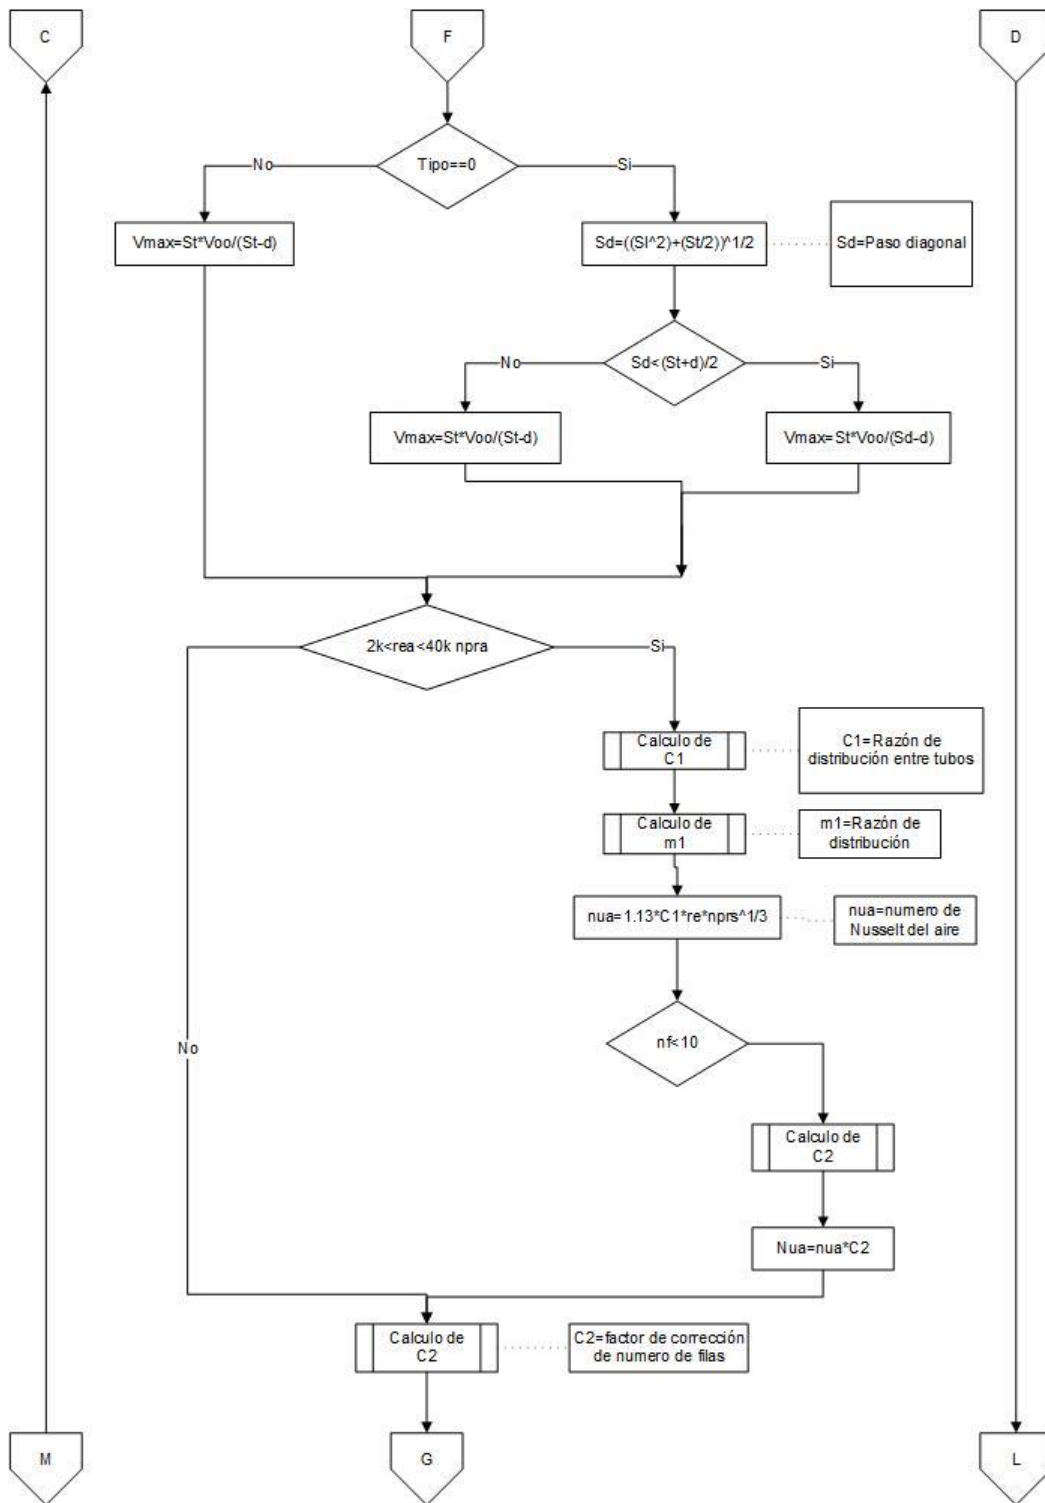 C
F
D
Tipo==0
No
Si
Vmax=St*Voo/(St-d)
Sd=((Sl^2)+(St/2))^1/2
Sd=Paso diagonal
Sd<(St+d)/2
No
Si
Vmax=St*Voo/(St-d)
Vmax=St*Voo/(Sd-d)
2k<rea<40k npra
Si
Calculo de
C1
C1=Razón de
distribución entre tubos
Calculo de
m1
m1=Razón de
distribución
nua=1.13*C1*re*nprs^1/3
nua=numero de
Nusselt del aire
nf<10
No
Calculo de
C2
Nua=nua*C2
Calculo de
C2
C2=factor de corrección
de numero de filas
M
G
L